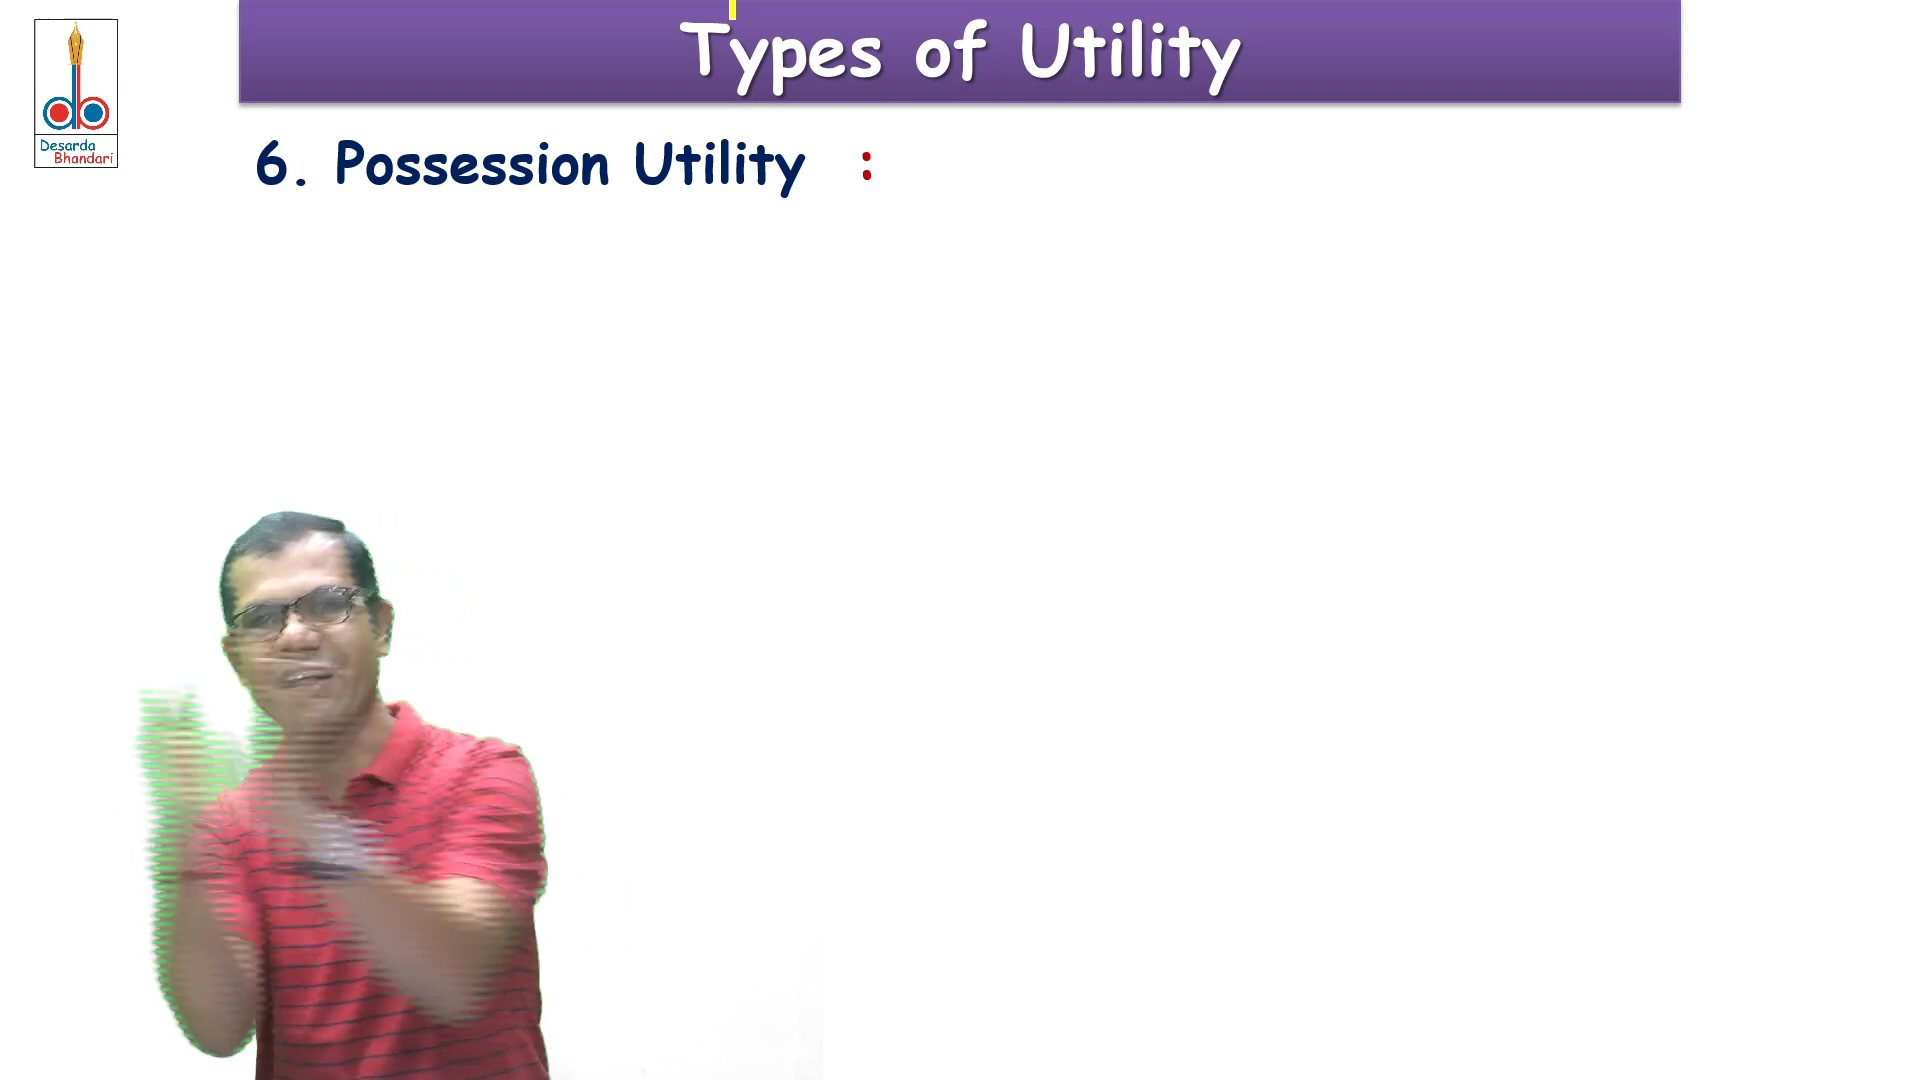 Types of Utility
Desarda
Bhandari
6. Possession Utility :